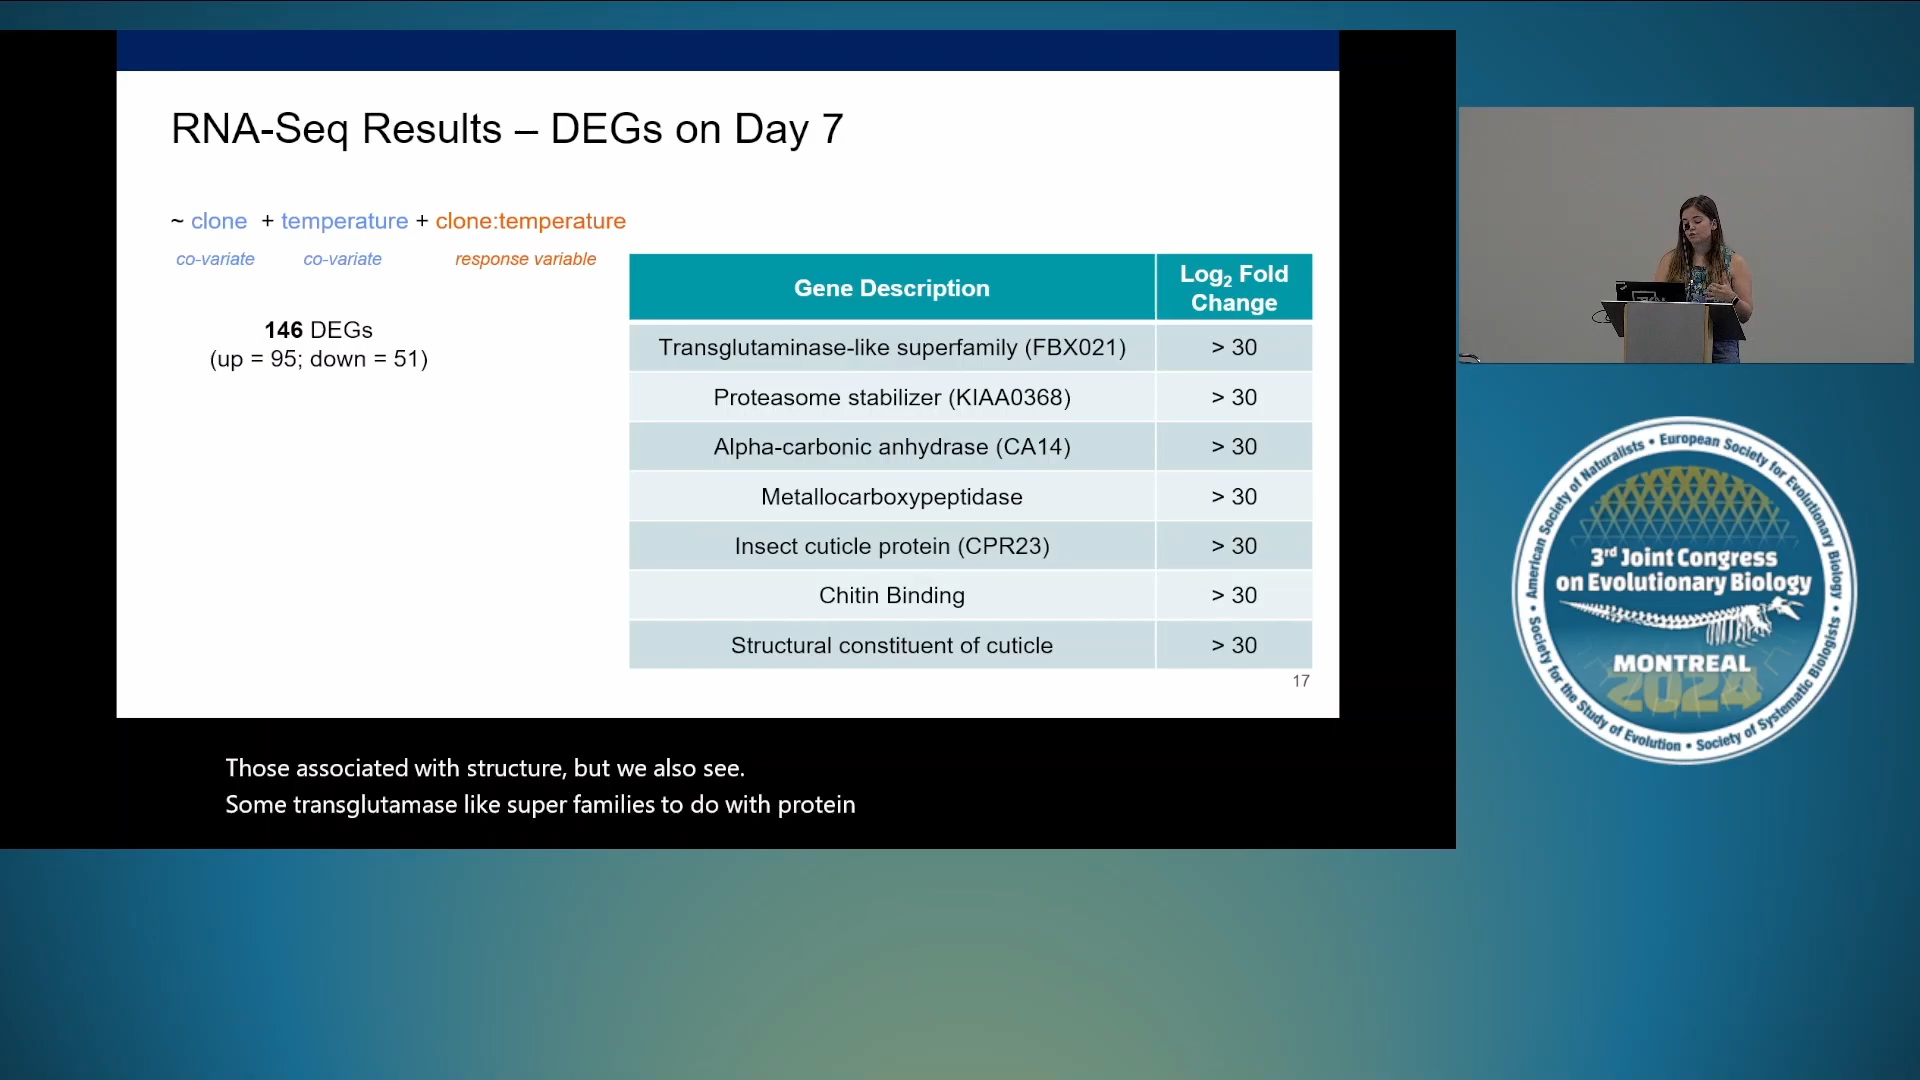 RNA-Seq Results – DEGs on Day 7
~ clone + temperature + clone:temperature
co-variate co-variate response variable
146 DEGs
(up = 95; down = 51)
Gene Description Log₂ Fold Change
Transglutaminase-like superfamily (FBX021) > 30
Proteasome stabilizer (KIAA0368) > 30
Alpha-carbonic anhydrase (CA14) > 30
Metallocarboxypeptidase > 30
Insect cuticle protein (CPR23) > 30
Chitin Binding > 30
Structural constituent of cuticle > 30
17
Those associated with structure, but we also see.
Some transglutamase like super families to do with protein
American Society of Naturalists • European Society for Evolutionary Biology • Society of Systematic Biologists • Society for the Study of Evolution •
3rd Joint Congress
on Evolutionary Biology
MONTREAL
2024